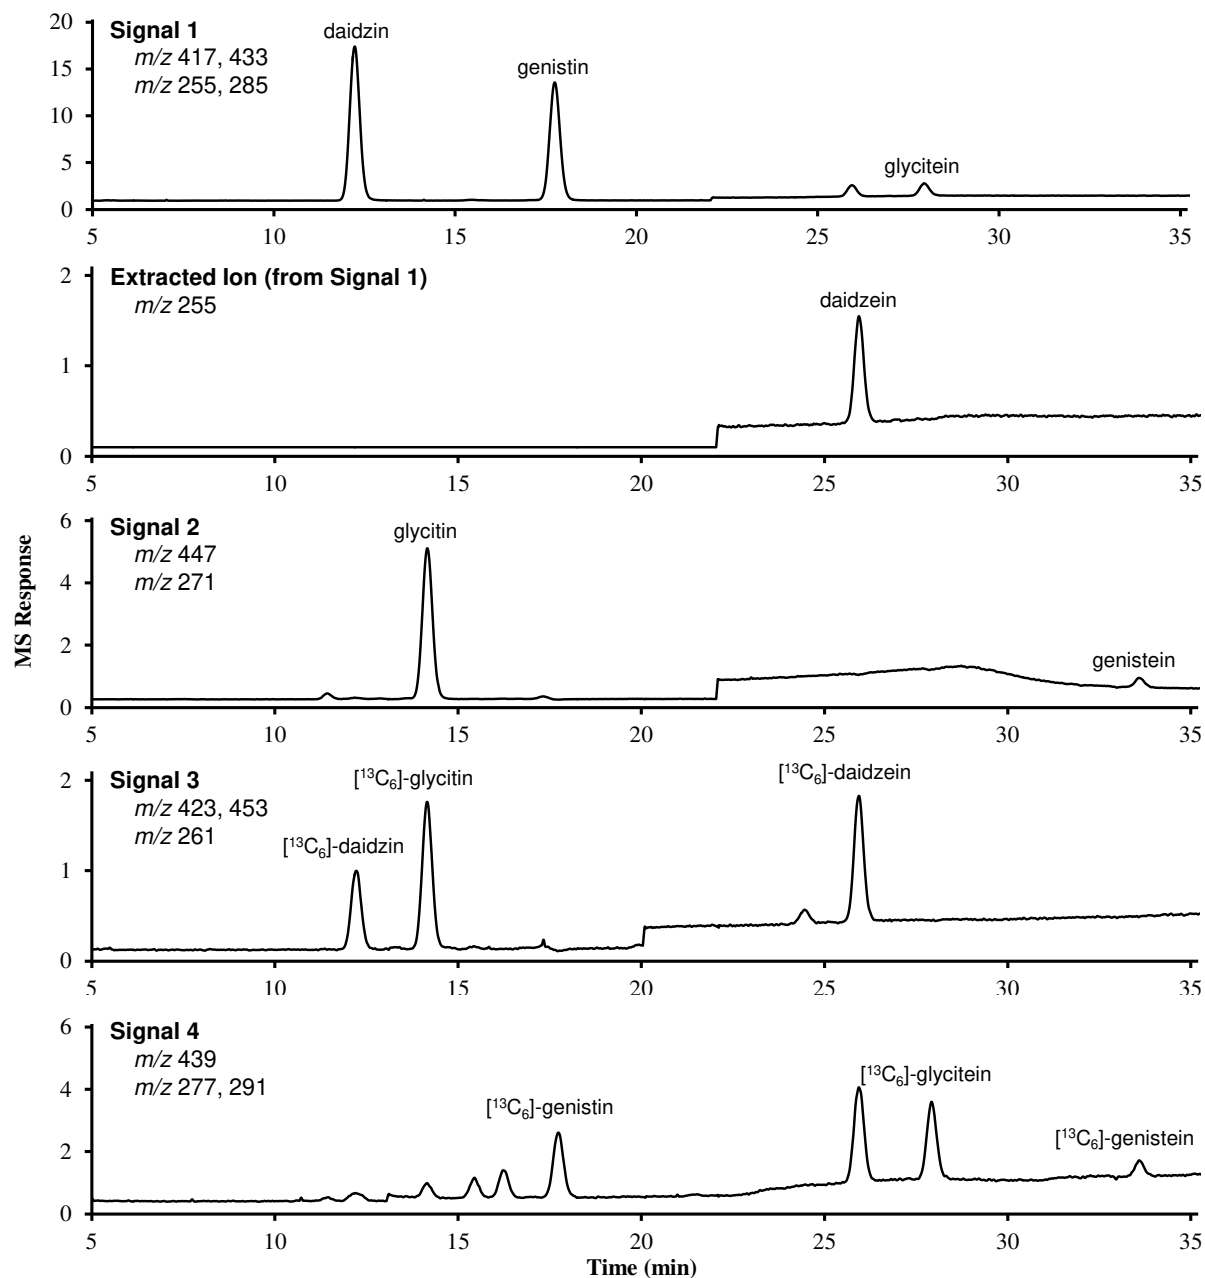 Signal 1
m/z 417, 433
m/z 255, 285
daidzin
genistin
glycitein
20
15
10
5
0
5 10 15 20 25 30 35
Extracted Ion (from Signal 1)
m/z 255
daidzein
2
1
0
5 10 15 20 25 30 35
Signal 2
m/z 447
m/z 271
glycitin
genistein
6
4
2
0
5 10 15 20 25 30 35
MS Response
Signal 3
m/z 423, 453
m/z 261
[¹³C₆]-daidzin
[¹³C₆]-glycitin
[¹³C₆]-daidzein
2
1
0
5 10 15 20 25 30 35
Signal 4
m/z 439
m/z 277, 291
[¹³C₆]-genistin
[¹³C₆]-glycitein
[¹³C₆]-genistein
6
4
2
0
5 10 15 20 25 30 35
Time (min)